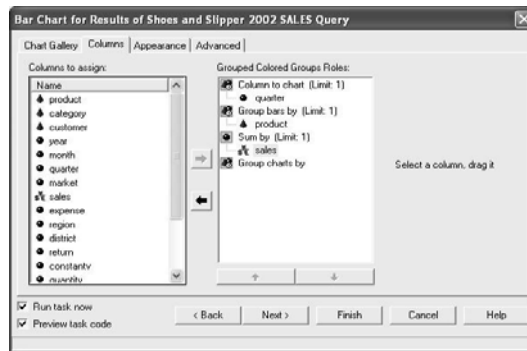 Bar Chart for Results of Shoes and Slipper 2002 SALES Query
Chart Gallery Columns Appearance Advanced
Columns to assign:
Name
product
category
customer
year
month
quarter
market
sales
expense
region
district
return
constantv
quantity
Grouped Colored Groups Roles:
Column to chart (Limit: 1)
quarter
Group bars by (Limit: 1)
product
Sum by (Limit: 1)
sales
Group charts by
Select a column, drag it
Run task now
Preview task code
< Back Next > Finish Cancel Help